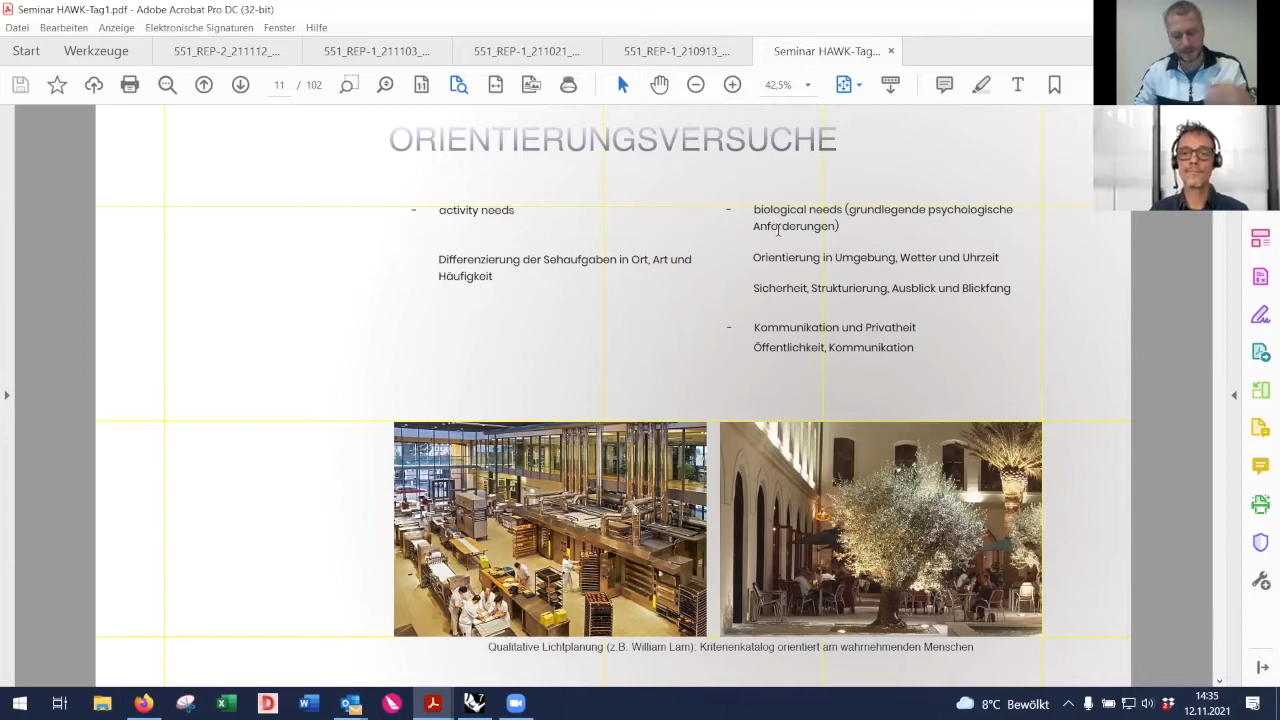 Seminar HAWK-Tag1.pdf - Adobe Acrobat Pro DC (32-bit)
Datei Bearbeiten Anzeige Elektronische Signaturen Fenster Hilfe
Start Werkzeuge 551_REP-2_211112_... 551_REP-1_211103_... 551_REP-1_211021_... 551_REP-1_210913_... Seminar HAWK-Tag... ×
11 / 102 42,5%
ORIENTIERUNGSVERSUCHE
- activity needs
Differenzierung der Sehaufgaben in Ort, Art und
Häufigkeit
- biological needs (grundlegende psychologische
Anforderungen)
Orientierung in Umgebung, Wetter und Uhrzeit
Sicherheit, Strukturierung, Ausblick und Blickfang
- Kommunikation und Privatheit
Öffentlichkeit, Kommunikation
Qualitative Lichtplanung (z.B. William Lam): Kriterienkatalog orientiert am wahrnehmenden Menschen
8°C Bewölkt
14:35
12.11.2021